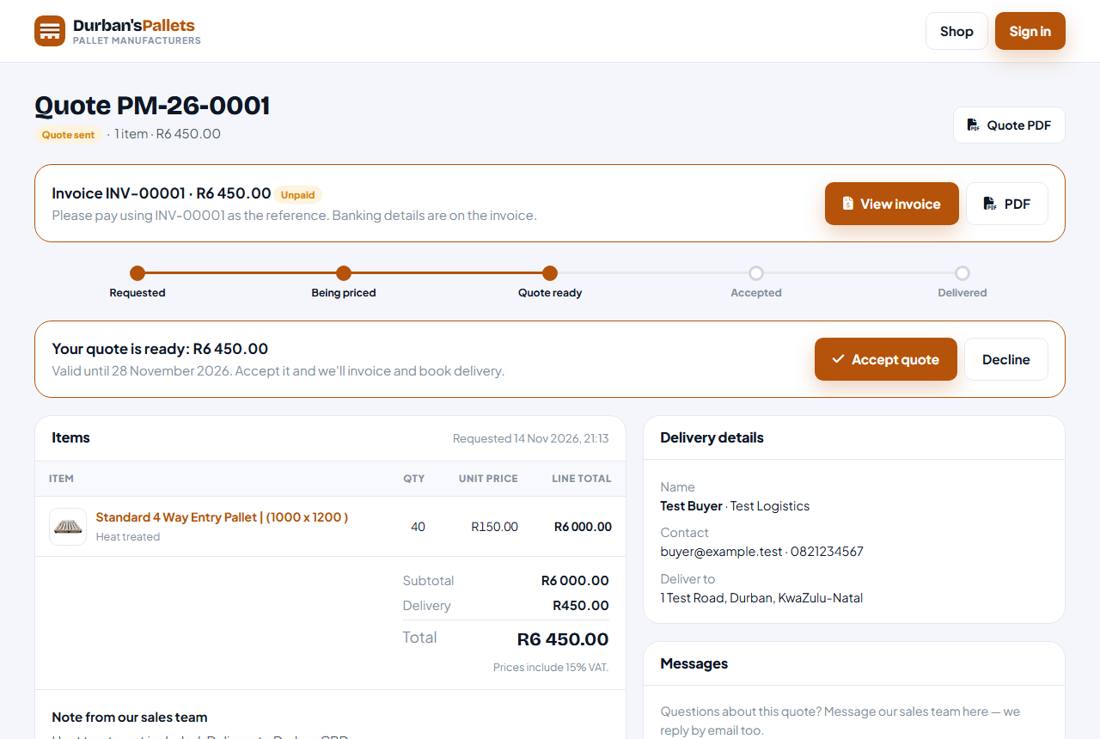 Durban'sPallets
PALLET MANUFACTURERS
Shop
Sign in
Quote PM-26-0001
Quote sent · 1 item · R6 450.00
Quote PDF
Invoice INV-00001 · R6 450.00 Unpaid
Please pay using INV-00001 as the reference. Banking details are on the invoice.
View invoice
PDF
Requested
Being priced
Quote ready
Accepted
Delivered
Your quote is ready: R6 450.00
Valid until 28 November 2026. Accept it and we'll invoice and book delivery.
Accept quote
Decline
Items
Requested 14 Nov 2026, 21:13
ITEM QTY UNIT PRICE LINE TOTAL
Standard 4 Way Entry Pallet | (1000 x 1200 )
Heat treated
40 R150.00 R6 000.00
Subtotal R6 000.00
Delivery R450.00
Total R6 450.00
Prices include 15% VAT.
Note from our sales team
Delivery details
Name
Test Buyer · Test Logistics
Contact
buyer@example.test · 0821234567
Deliver to
1 Test Road, Durban, KwaZulu-Natal
Messages
Questions about this quote? Message our sales team here — we
reply by email too.